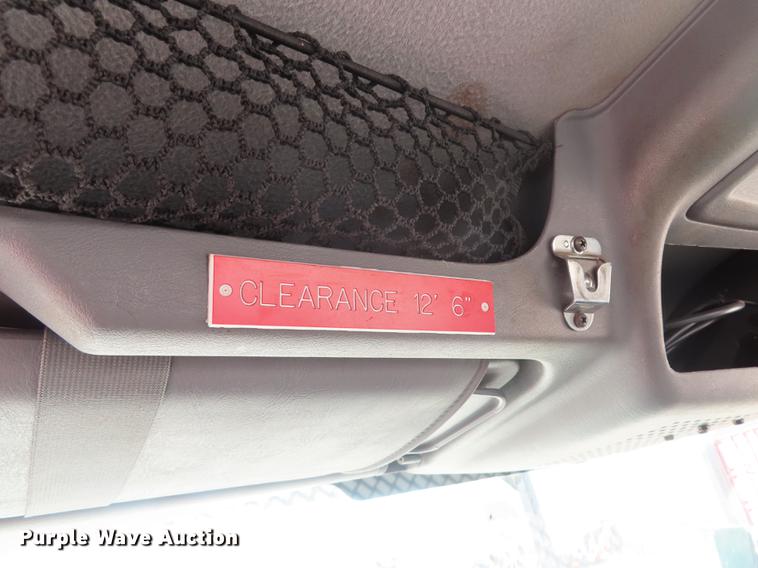 CLEARANCE 12' 6"
Purple Wave Auction